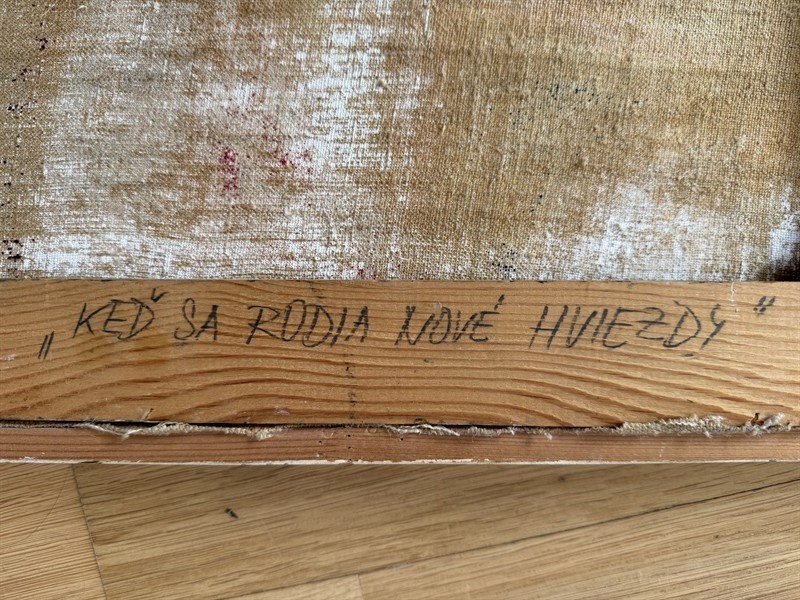 „KEĎ SA RODIA NOVÉ HVIEZDY"